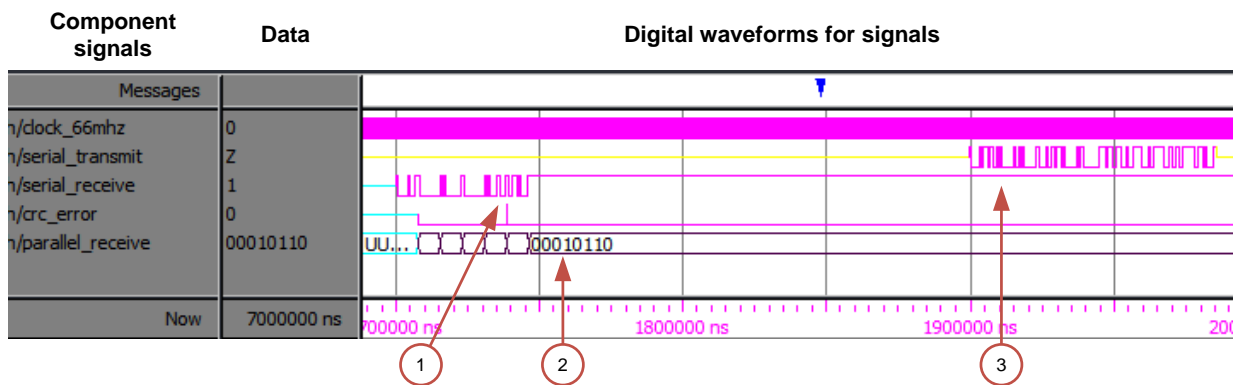 Component signals Data Digital waveforms for signals
Messages
n/clock_66mhz 0
n/serial_transmit Z
n/serial_receive 1
n/crc_error 0
n/parallel_receive 00010110 UU... 00010110
Now 7000000 ns 700000 ns 1800000 ns 1900000 ns 200
1 2 3